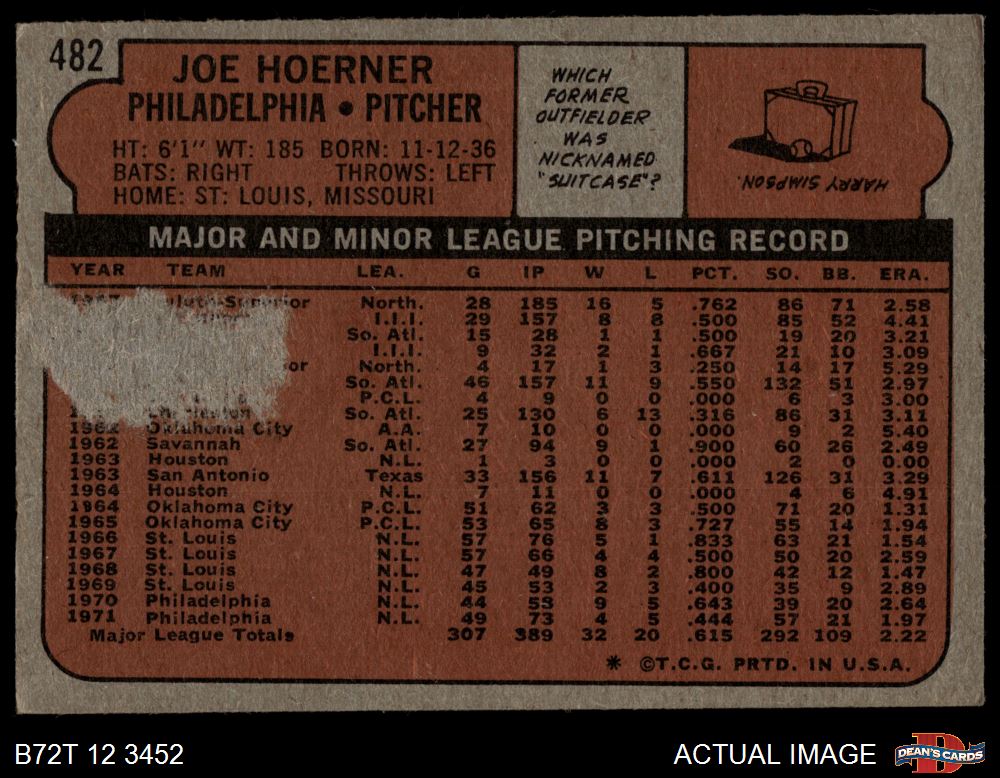 482
JOE HOERNER
PHILADELPHIA • PITCHER
HT: 6'1" WT: 185 BORN: 11-12-36
BATS: RIGHT THROWS: LEFT
HOME: ST: LOUIS, MISSOURI
WHICH
FORMER
OUTFIELDER
WAS
NICKNAMED
"SUITCASE"?
HARRY SIMPSON.
MAJOR AND MINOR LEAGUE PITCHING RECORD
YEAR TEAM LEA. G IP W L PCT. SO. BB. ERA.
North. 28 185 16 5 .762 86 71 2.58
I.I.I. 29 157 8 8 .500 85 52 4.41
So. Atl. 15 28 1 1 .500 19 20 3.21
I.I.I. 9 32 2 1 .667 21 10 3.09
North. 4 17 1 3 .250 14 17 5.29
So. Atl. 46 157 11 9 .550 132 51 2.97
P.C.L. 4 9 0 0 .000 6 3 3.00
So. Atl. 25 130 6 13 .316 86 31 3.11
1962 Oklahoma City A.A. 7 10 0 0 .000 9 2 5.40
1962 Savannah So. Atl. 27 94 9 1 .900 60 26 2.49
1963 Houston N.L. 1 3 0 0 .000 2 0 0.00
1963 San Antonio Texas 33 156 11 7 .611 126 31 3.29
1964 Houston N.L. 7 11 0 0 .000 4 6 4.91
1964 Oklahoma City P.C.L. 51 62 3 3 .500 71 20 1.31
1965 Oklahoma City P.C.L. 53 65 8 3 .727 55 14 1.94
1966 St. Louis N.L. 57 76 5 1 .833 63 21 1.54
1967 St. Louis N.L. 57 66 4 4 .500 50 20 2.59
1968 St. Louis N.L. 47 49 8 2 .800 42 12 1.47
1969 St. Louis N.L. 45 53 2 3 .400 35 9 2.89
1970 Philadelphia N.L. 44 53 9 5 .643 39 20 2.64
1971 Philadelphia N.L. 49 73 4 5 .444 57 21 1.97
Major League Totals 307 389 32 20 .615 292 109 2.22
* ©T.C.G. PRTD. IN U.S.A.
B72T 12 3452
ACTUAL IMAGE
D
DEAN'S CARDS